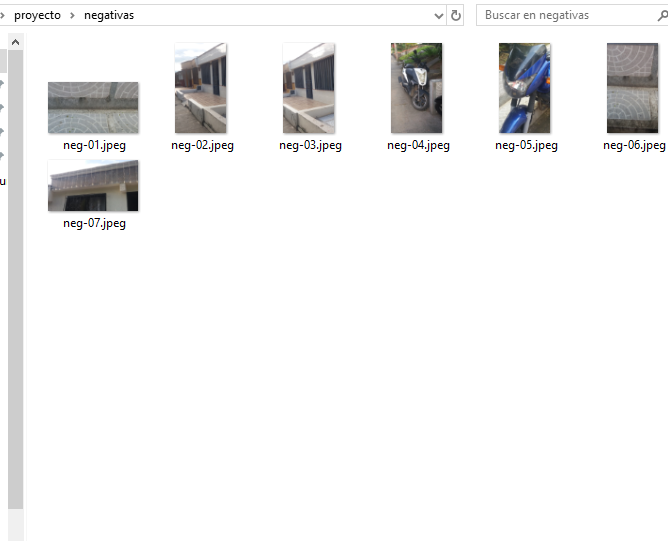 proyecto > negativas
Buscar en negativas
neg-01.jpeg
neg-02.jpeg
neg-03.jpeg
neg-04.jpeg
neg-05.jpeg
neg-06.jpeg
u
neg-07.jpeg